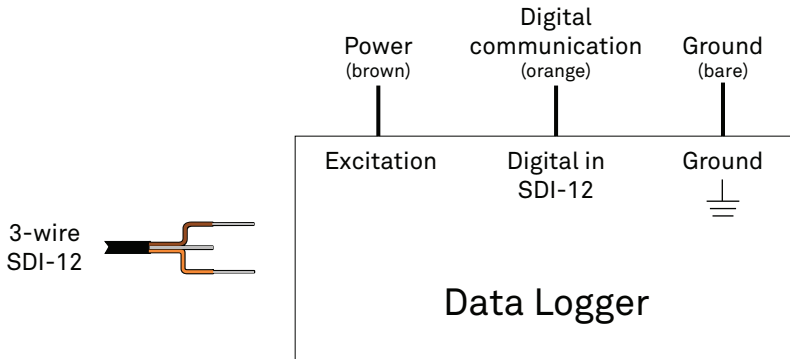 Power
(brown)
Digital
communication
(orange)
Ground
(bare)
Excitation
Digital in
SDI-12
Ground
3-wire
SDI-12
Data Logger